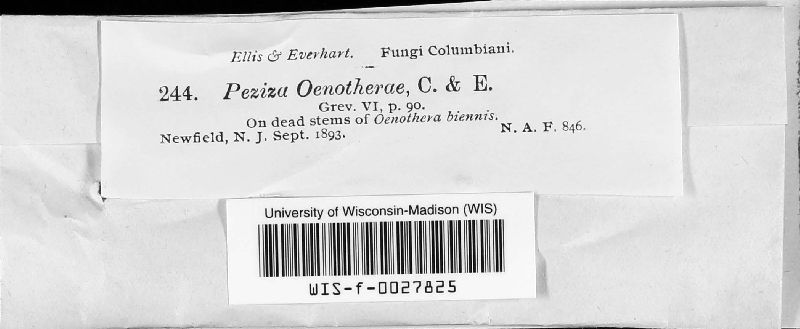 Ellis & Everhart. Fungi Columbiani.
244. Peziza Oenotherae, C. & E.
Grev. VI, p. 90.
On dead stems of Oenothera biennis.
N. A. F. 846.
Newfield, N. J. Sept. 1893.
University of Wisconsin-Madison (WIS)
WIS-f-0027825